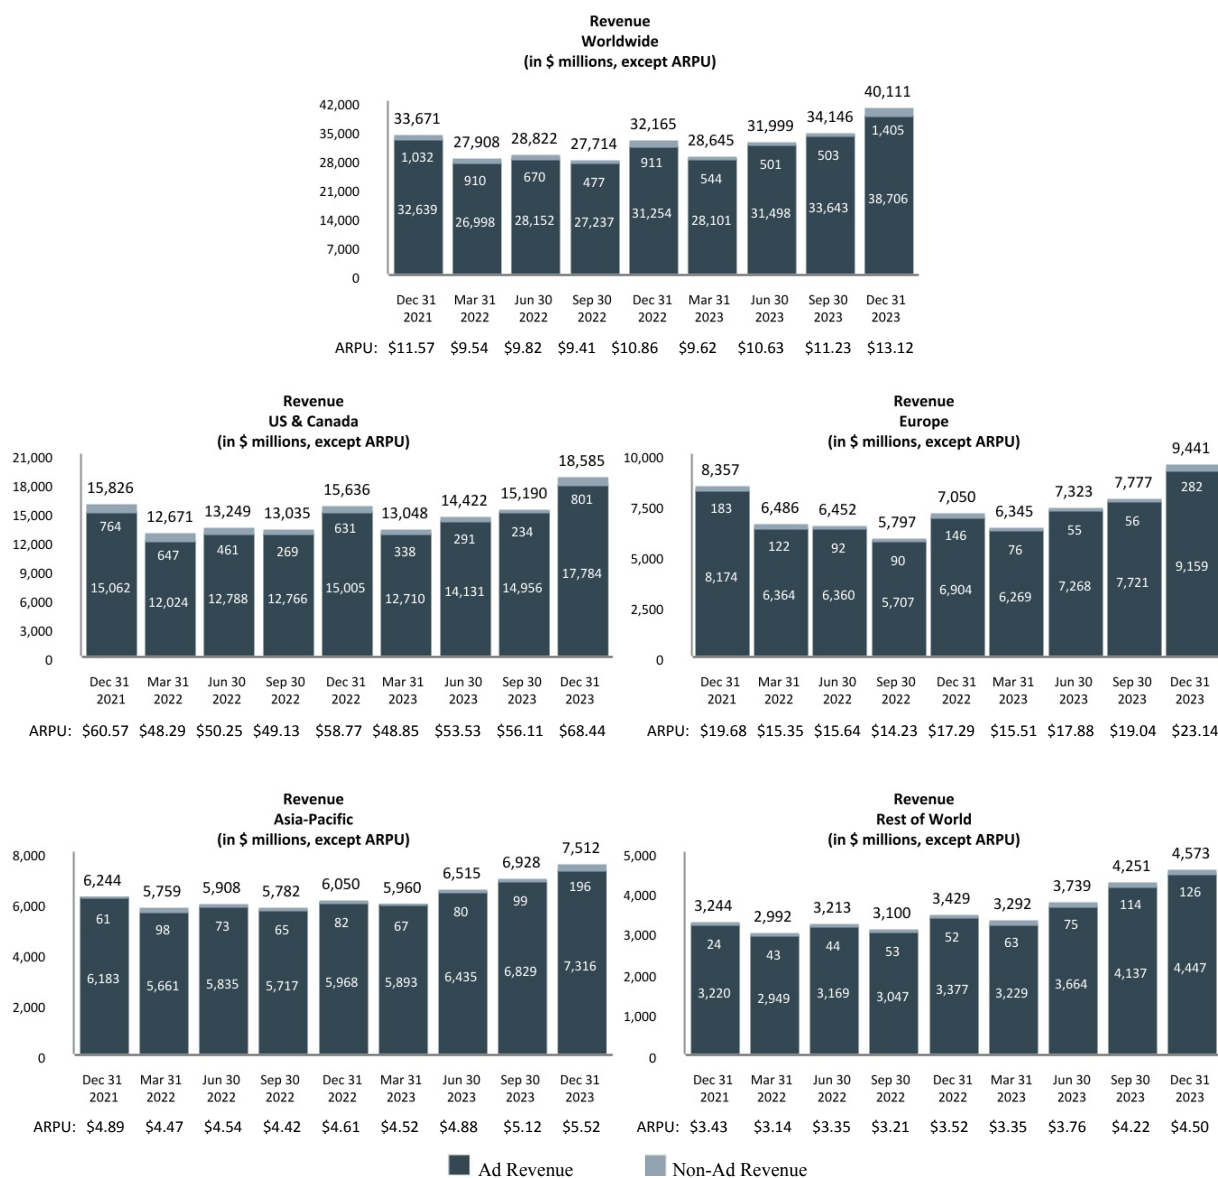 Revenue
Worldwide
(in $ millions, except ARPU)
42,000
35,000
28,000
21,000
14,000
7,000
0
33,671 27,908 28,822 27,714 32,165 28,645 31,999 34,146 40,111
1,032 910 670 477 911 544 501 503 1,405
32,639 26,998 28,152 27,237 31,254 28,101 31,498 33,643 38,706
Dec 31 Mar 31 Jun 30 Sep 30 Dec 31 Mar 31 Jun 30 Sep 30 Dec 31
2021 2022 2022 2022 2022 2023 2023 2023 2023
ARPU: $11.57 $9.54 $9.82 $9.41 $10.86 $9.62 $10.63 $11.23 $13.12
Revenue
US & Canada
(in $ millions, except ARPU)
21,000
18,000
15,000
12,000
9,000
6,000
3,000
0
15,826 12,671 13,249 13,035 15,636 13,048 14,422 15,190 18,585
764 647 461 269 631 338 291 234 801
15,062 12,024 12,788 12,766 15,005 12,710 14,131 14,956 17,784
Dec 31 Mar 31 Jun 30 Sep 30 Dec 31 Mar 31 Jun 30 Sep 30 Dec 31
2021 2022 2022 2022 2022 2023 2023 2023 2023
ARPU: $60.57 $48.29 $50.25 $49.13 $58.77 $48.85 $53.53 $56.11 $68.44
Revenue
Europe
(in $ millions, except ARPU)
10,000
7,500
5,000
2,500
0
8,357 6,486 6,452 5,797 7,050 6,345 7,323 7,777 9,441
183 122 92 90 146 76 55 56 282
8,174 6,364 6,360 5,707 6,904 6,269 7,268 7,721 9,159
Dec 31 Mar 31 Jun 30 Sep 30 Dec 31 Mar 31 Jun 30 Sep 30 Dec 31
2021 2022 2022 2022 2022 2023 2023 2023 2023
ARPU: $19.68 $15.35 $15.64 $14.23 $17.29 $15.51 $17.88 $19.04 $23.14
Revenue
Asia-Pacific
(in $ millions, except ARPU)
8,000
6,000
4,000
2,000
0
6,244 5,759 5,908 5,782 6,050 5,960 6,515 6,928 7,512
61 98 73 65 82 67 80 99 196
6,183 5,661 5,835 5,717 5,968 5,893 6,435 6,829 7,316
Dec 31 Mar 31 Jun 30 Sep 30 Dec 31 Mar 31 Jun 30 Sep 30 Dec 31
2021 2022 2022 2022 2022 2023 2023 2023 2023
ARPU: $4.89 $4.47 $4.54 $4.42 $4.61 $4.52 $4.88 $5.12 $5.52
Revenue
Rest of World
(in $ millions, except ARPU)
5,000
4,000
3,000
2,000
1,000
0
3,244 2,992 3,213 3,100 3,429 3,292 3,739 4,251 4,573
24 43 44 53 52 63 75 114 126
3,220 2,949 3,169 3,047 3,377 3,229 3,664 4,137 4,447
Dec 31 Mar 31 Jun 30 Sep 30 Dec 31 Mar 31 Jun 30 Sep 30 Dec 31
2021 2022 2022 2022 2022 2023 2023 2023 2023
ARPU: $3.43 $3.14 $3.35 $3.21 $3.52 $3.35 $3.76 $4.22 $4.50
Ad Revenue Non-Ad Revenue